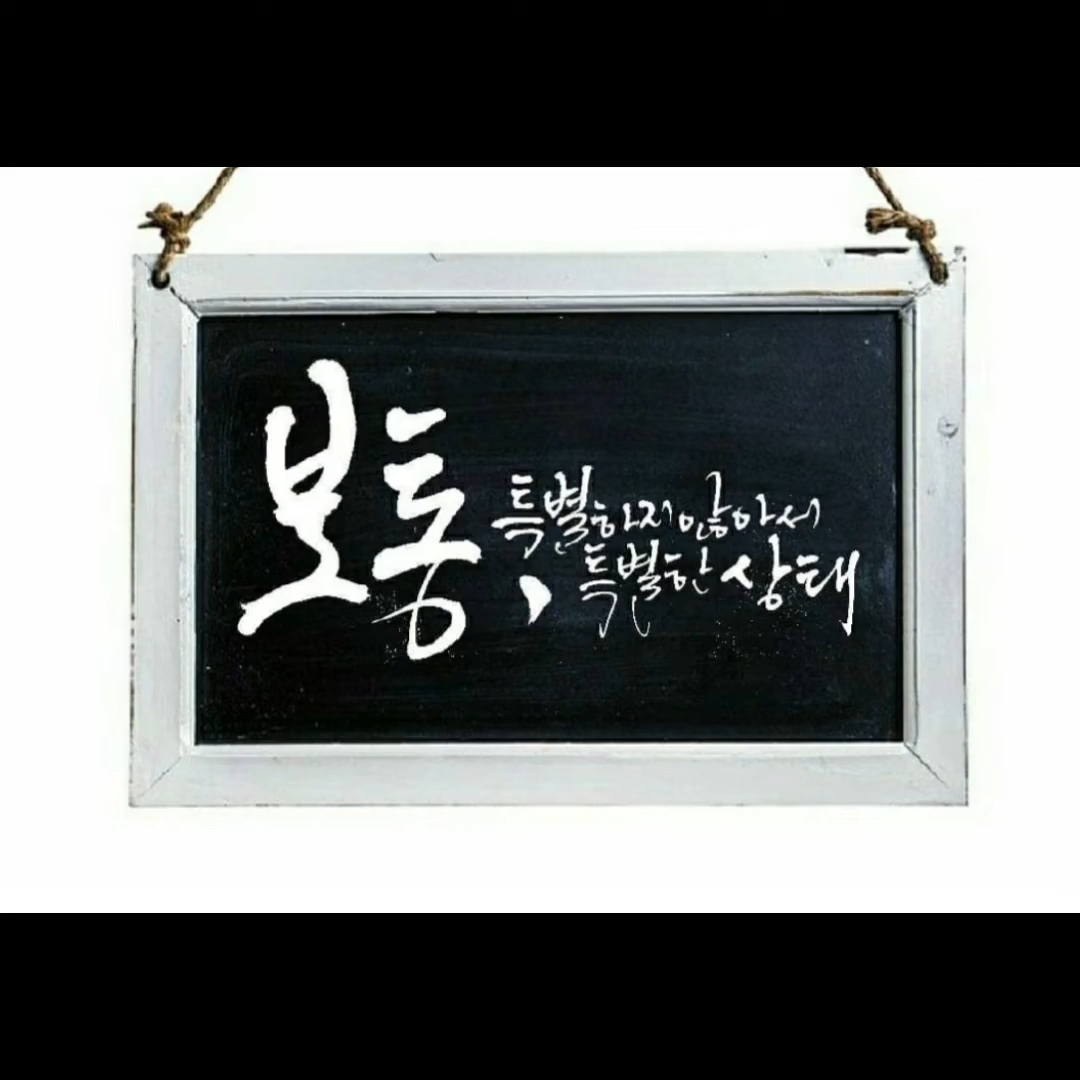 보통,
특별하지 않아서
특별한 상태